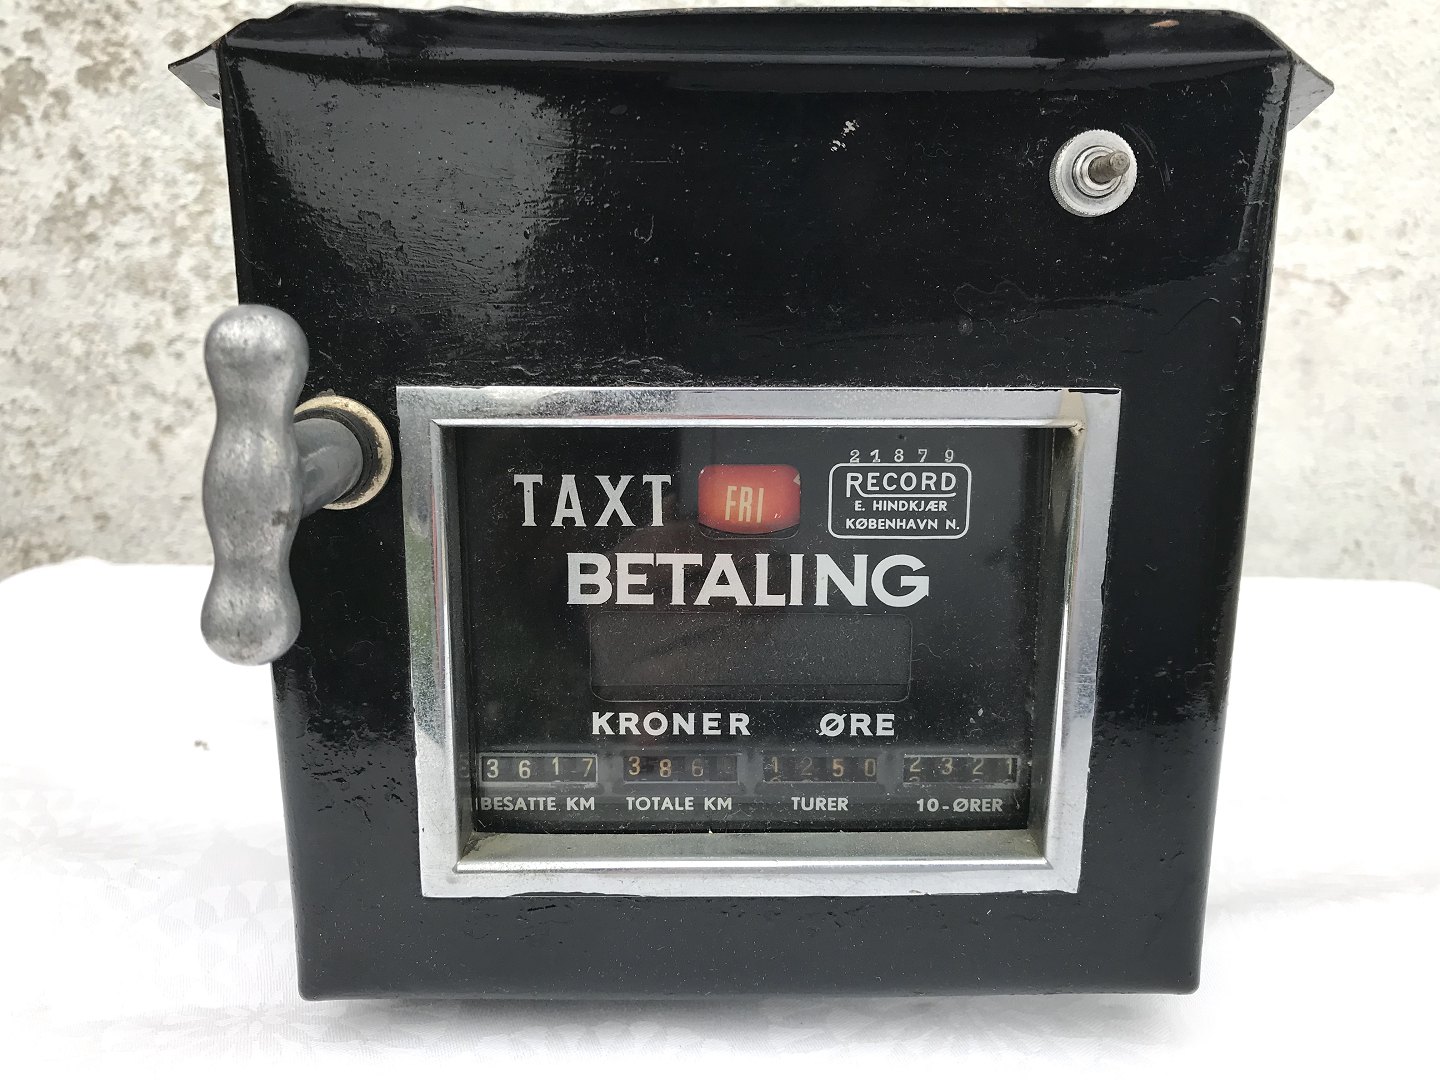 21879
TAXT FRI RECORD
E. HINDKJÆR
KØBENHAVN N.
BETALING
KRONER ØRE
3617 386 1250 2321
BESATTE KM TOTALE KM TURER 10-ØRER